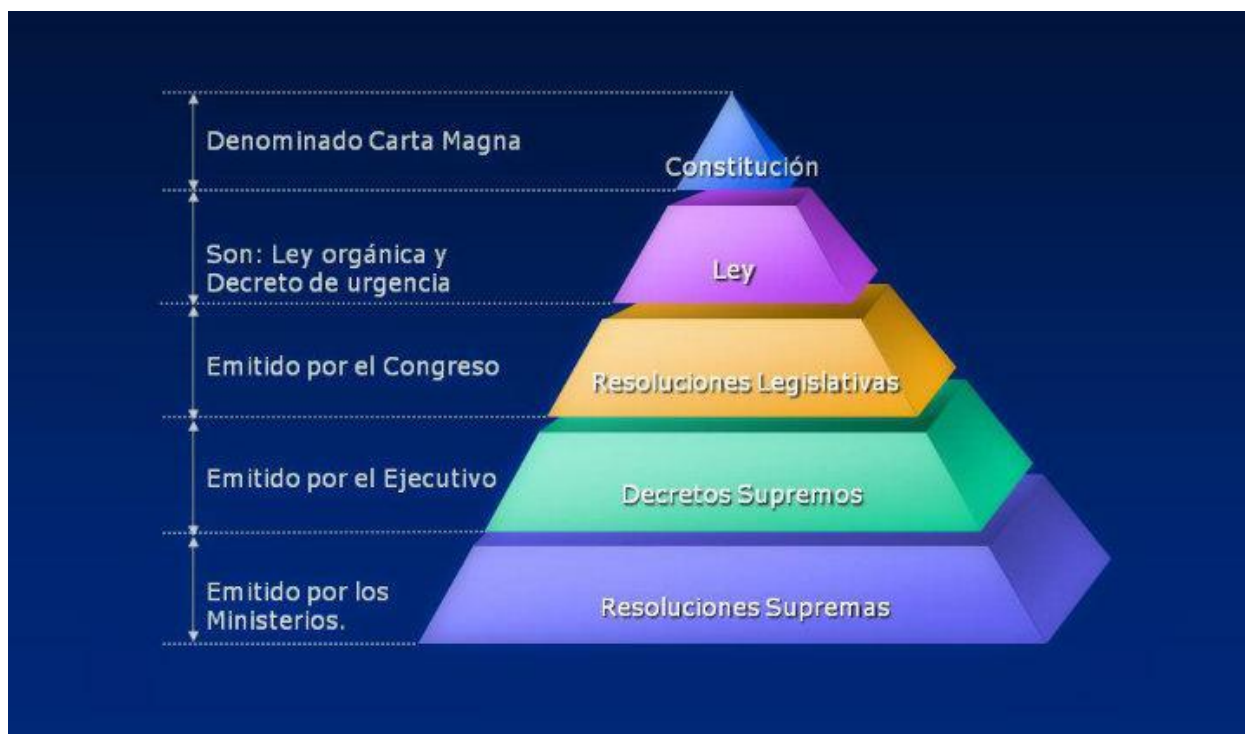 Denominado Carta Magna
Constitución
Son: Ley orgánica y
Decreto de urgencia
Ley
Emitido por el Congreso
Resoluciones Legislativas
Emitido por el Ejecutivo
Decretos Supremos
Emitido por los
Ministerios.
Resoluciones Supremas